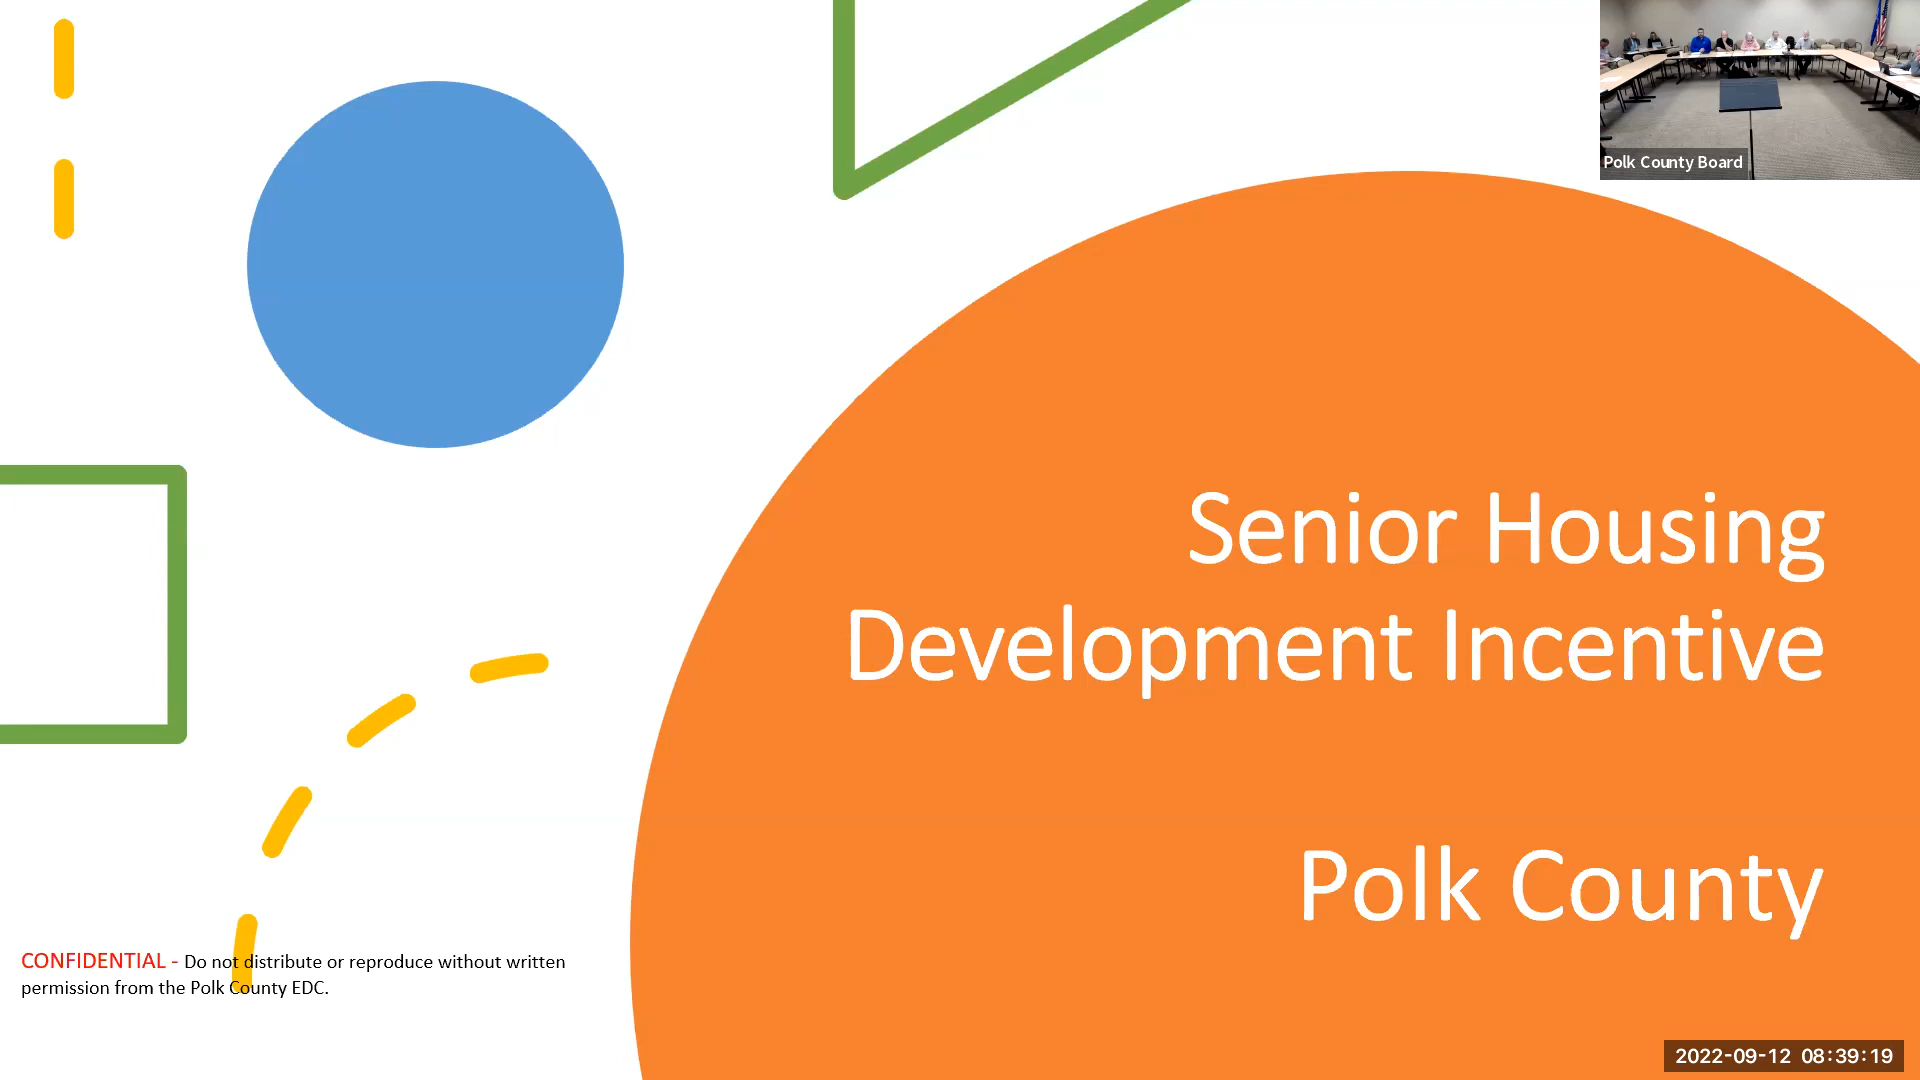 Polk County Board
Senior Housing
Development Incentive
Polk County
CONFIDENTIAL - Do not distribute or reproduce without written
permission from the Polk County EDC.
2022-09-12 08:39:19